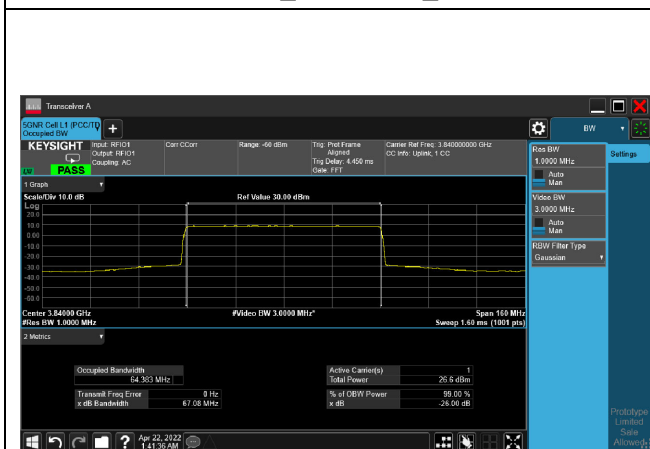 Transceiver A
5GNR Cell L1 (PCC/TD
Occupied BW
+
BW
KEYSIGHT
Input: RFIO1
Output: RFIO1
Coupling: AC
Corr CCorr
Range: -60 dBm
Trig: Prot Frame
Aligned
Trig Delay: 4.450 ms
Gate: FFT
Carrier Ref Freq: 3.840000000 GHz
CC Info: Uplink, 1 CC
PASS
Res BW
1.0000 MHz
Auto
Man
Settings
Video BW
3.0000 MHz
Auto
Man
RBW Filter Type
Gaussian
1 Graph
Scale/Div 10.0 dB
Ref Value 30.00 dBm
Log
20.0
10.0
0.00
-10.0
-20.0
-30.0
-40.0
-50.0
-60.0
Center 3.84000 GHz
#Video BW 3.0000 MHz*
Span 160 MHz
#Res BW 1.0000 MHz
Sweep 1.60 ms (1001 pts)
2 Metrics
Occupied Bandwidth
64.383 MHz
Active Carrier(s) 1
Total Power 26.6 dBm
Transmit Freq Error 0 Hz
x dB Bandwidth 67.08 MHz
% of OBW Power 99.00 %
x dB -26.00 dB
Prototype
Limited
Sale
Allowed
?
Apr 22, 2022
1:41:36 AM